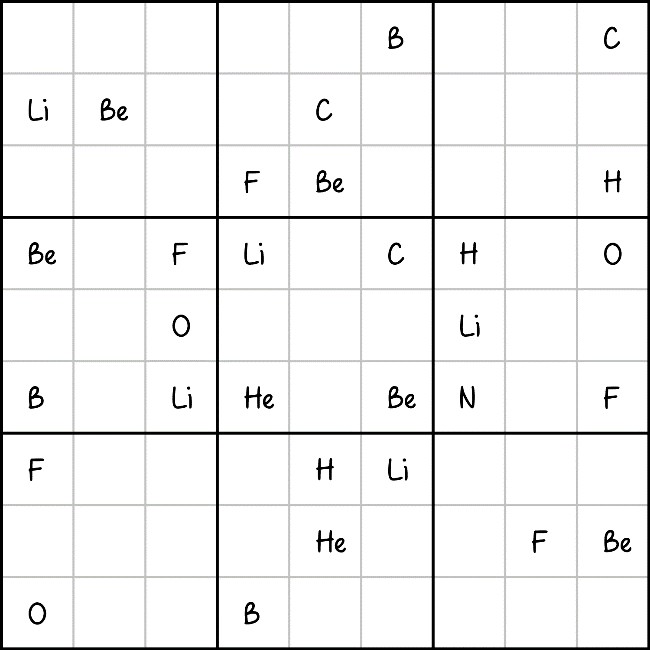 B C
Li Be C
F Be H
Be F Li C H O
O Li
B Li He Be N F
F H Li
He F Be
O B